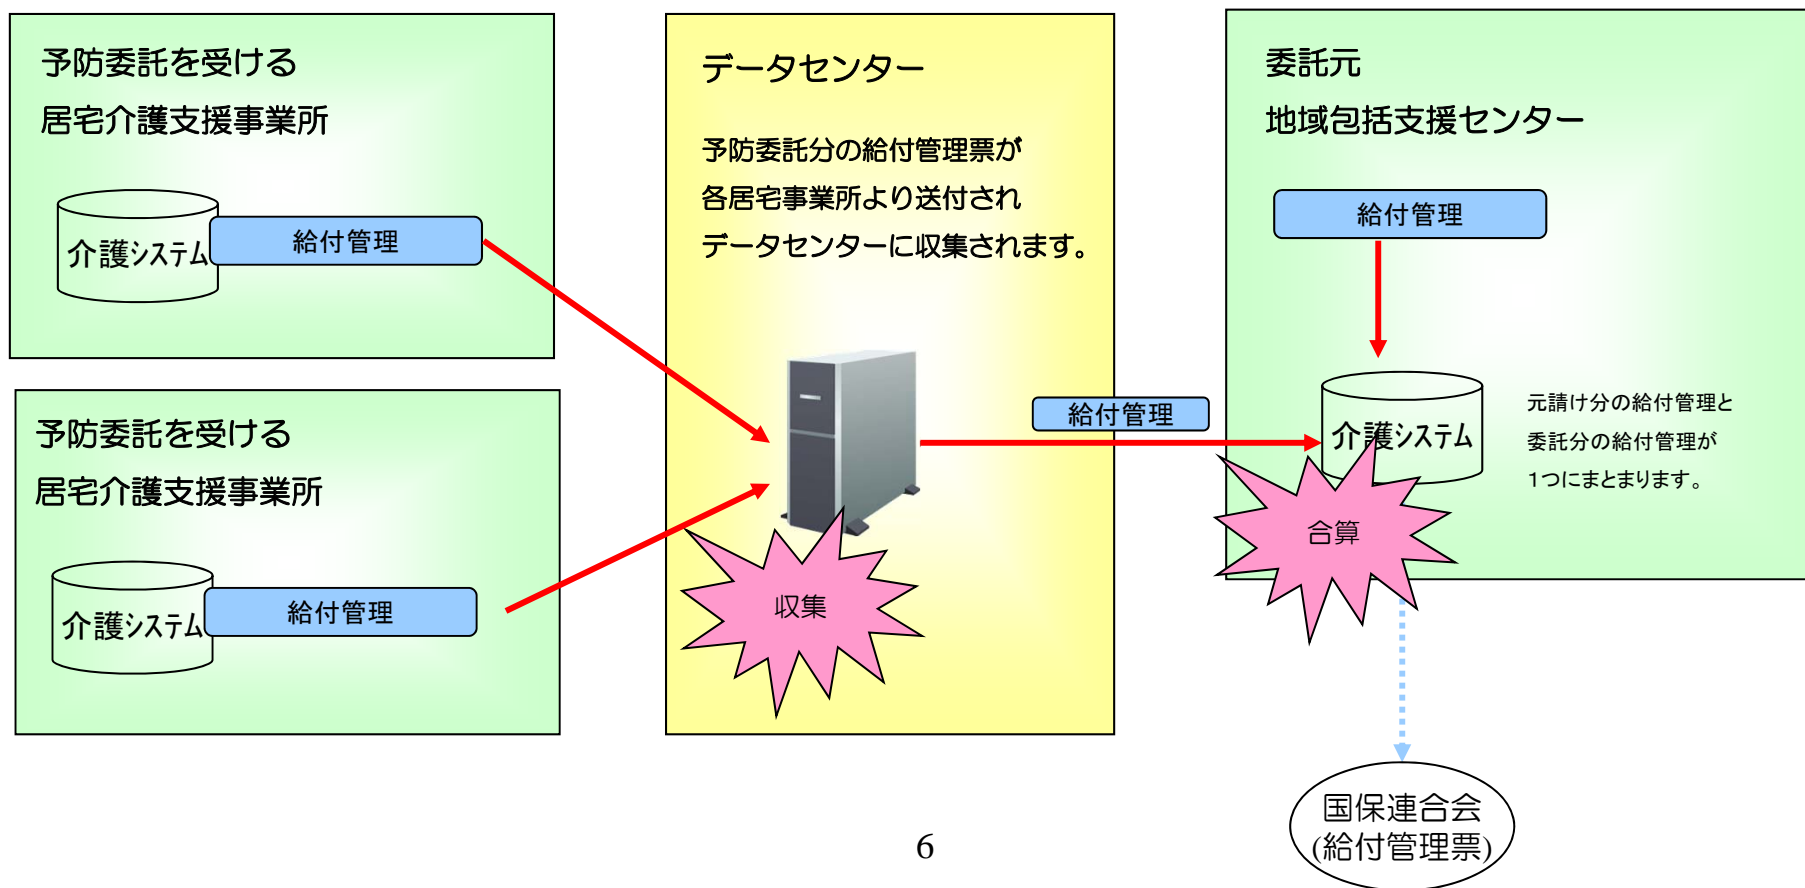 予防委託を受ける
居宅介護支援事業所
介護システム
給付管理
予防委託を受ける
居宅介護支援事業所
介護システム
給付管理
データセンター
予防委託分の給付管理票が
各居宅事業所より送付され
データセンターに収集されます。
収集
給付管理
委託元
地域包括支援センター
給付管理
介護システム
元請け分の給付管理と
委託分の給付管理が
1つにまとまります。
合算
国保連合会
(給付管理票)
6